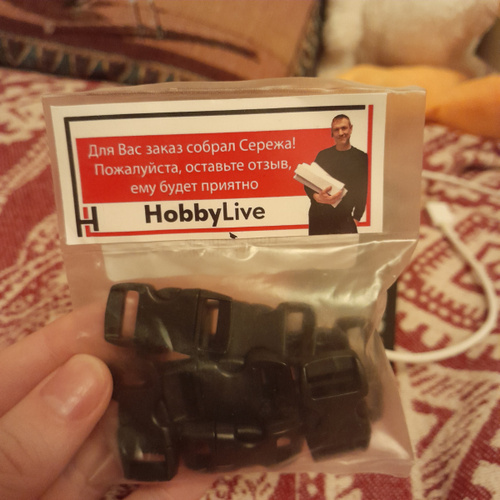 Для Вас заказ собрал Сережа!
Пожалуйста, оставьте отзыв,
ему будет приятно
HobbyLive